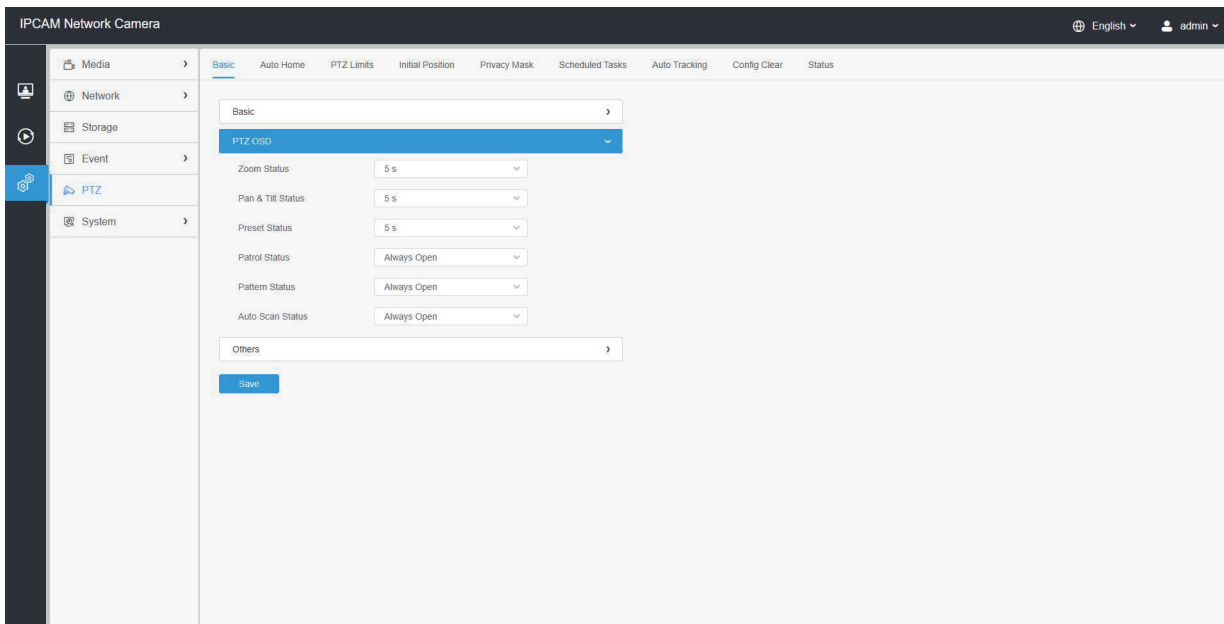 IPCAM Network Camera
English
admin
Media
Network
Storage
Event
PTZ
System
Basic Auto Home PTZ Limits Initial Position Privacy Mask Scheduled Tasks Auto Tracking Config Clear Status
Basic
PTZ OSD
Zoom Status 5 s
Pan & Tilt Status 5 s
Preset Status 5 s
Patrol Status Always Open
Pattern Status Always Open
Auto Scan Status Always Open
Others
Save